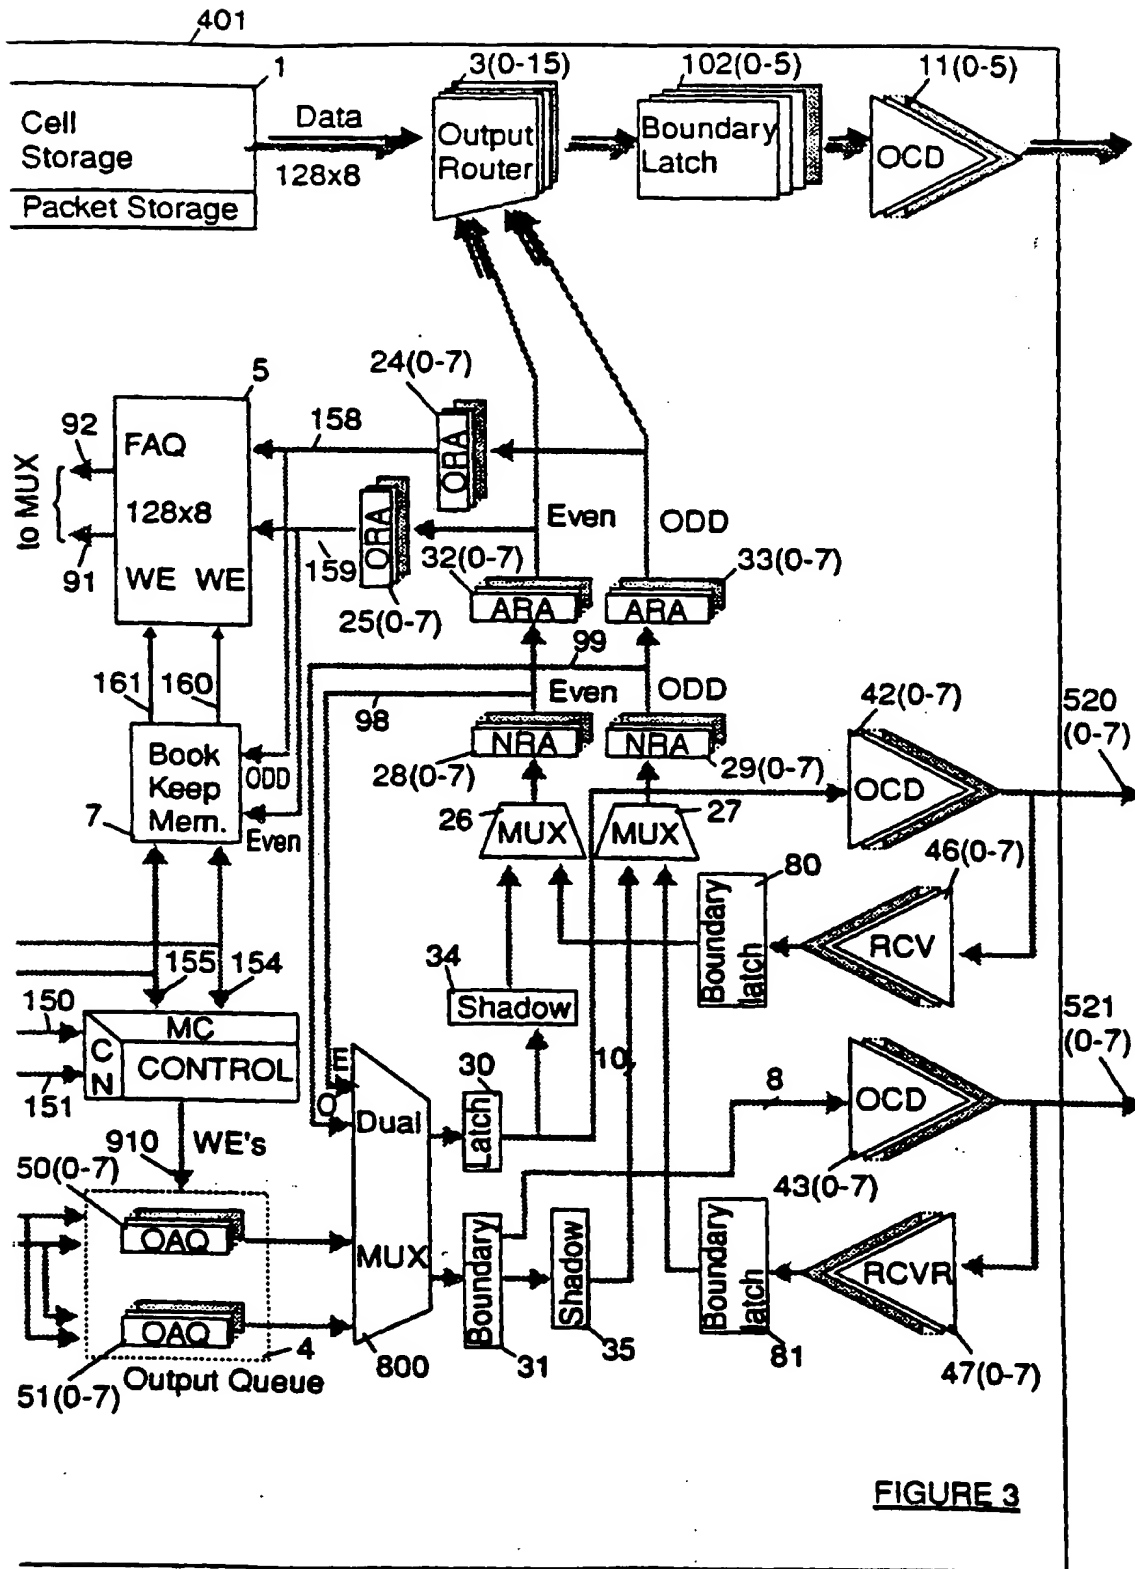 401
1
3(0-15)
102(0-5)
11(0-5)
Cell
Storage
Packet Storage
Data
128x8
Output
Router
Boundary
Latch
OCD
24(0-7)
5
92
158
FAQ
ORA
to MUX
128x8
Even
ODD
91
WE WE
159
ORA
32(0-7)
33(0-7)
25(0-7)
ARA
ARA
99
161
160
Even
ODD
98
42(0-7)
520
(0-7)
Book
Keep
Mem.
ODD
Even
7
NRA
NRA
28(0-7)
29(0-7)
OCD
26
27
MUX
MUX
46(0-7)
80
Boundary
latch
RCV
155
154
34
Shadow
150
151
MC
C
N
CONTROL
521
(0-7)
10
E
O
30
8
Dual
Latch
OCD
910
WE's
50(0-7)
43(0-7)
OAQ
MUX
Boundary
Shadow
Boundary
latch
RCVR
OAQ
4
800
31
35
81
47(0-7)
51(0-7)
Output Queue
FIGURE 3